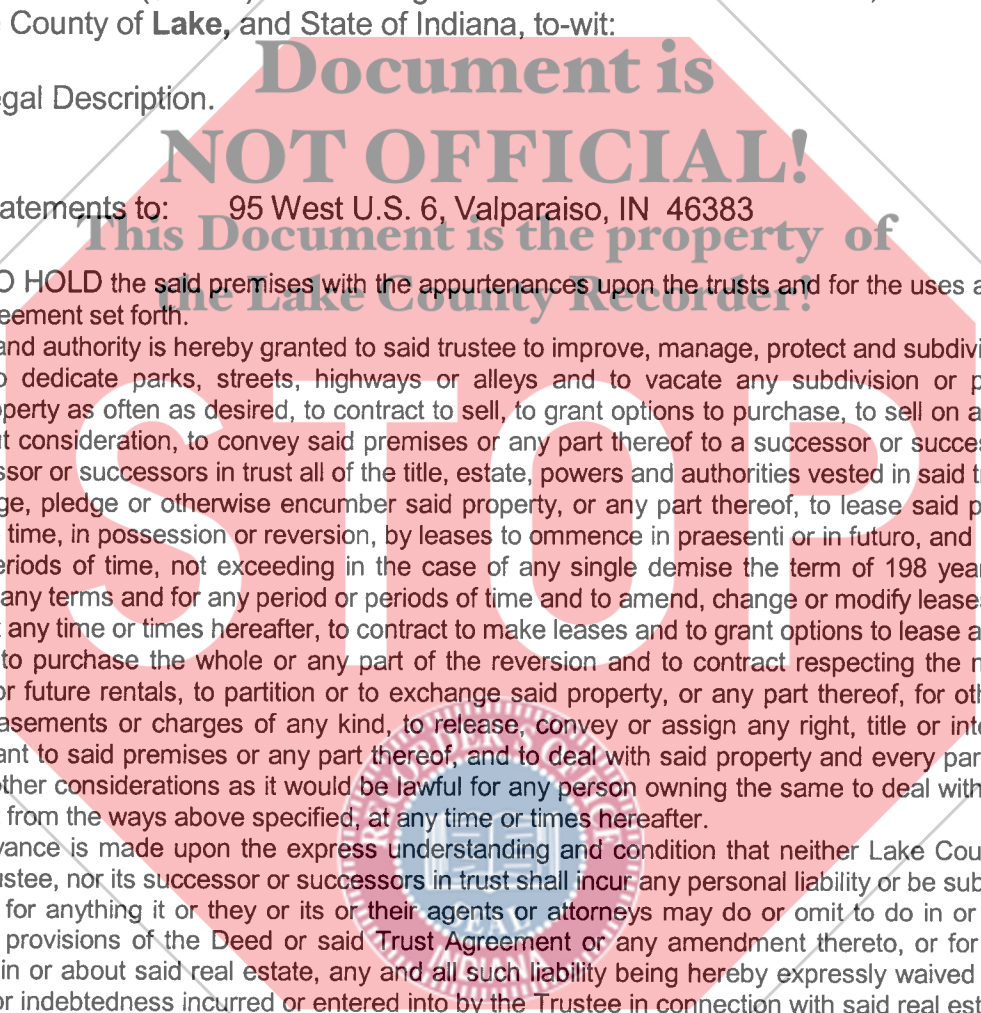 County of Lake, and State of Indiana, to-wit:
Document is
egal Description.
NOT OFFICIAL!
atements to: 95 West U.S. 6, Valparaiso, IN 46383
This Document is the property of
O HOLD the said premises with the appurtenances upon the trusts and for the uses a
the Lake County Recorder!
eement set forth.
and authority is hereby granted to said trustee to improve, manage, protect and subdivi
o dedicate parks, streets, highways or alleys and to vacate any subdivision or p
operty as often as desired, to contract to sell, to grant options to purchase, to sell on a
ut consideration, to convey said premises or any part thereof to a successor or succes
ssor or successors in trust all of the title, estate, powers and authorities vested in said t
ge, pledge or otherwise encumber said property, or any part thereof, to lease said p
time, in possession or reversion, by leases to ommence in praesenti or in futuro, and
eriods of time, not exceeding in the case of any single demise the term of 198 year
STOP
any terms and for any period or periods of time and to amend, change or modify leases
t any time or times hereafter, to contract to make leases and to grant options to lease a
to purchase the whole or any part of the reversion and to contract respecting the
or future rentals, to partition or to exchange said property, or any part thereof, for oth
asements or charges of any kind, to release, convey or assign any right, title or inte
ant to said premises or any part thereof, and to deal with said property and every par
other considerations as it would be lawful for any person owning the same to deal with
from the ways above specified, at any time or times hereafter.
vance is made upon the express understanding and condition that neither Lake Cou
ustee, nor its successor or successors in trust shall incur any personal liability or be sub
for anything it or they or its or their agents or attorneys may do or omit to do in or
provisions of the Deed or said Trust Agreement or any amendment thereto, or for
in or about said real estate, any and all such liability being hereby expressly waived
or indebtedness incurred or entered into by the Trustee in connection with said real est
SEAL
INDIANA